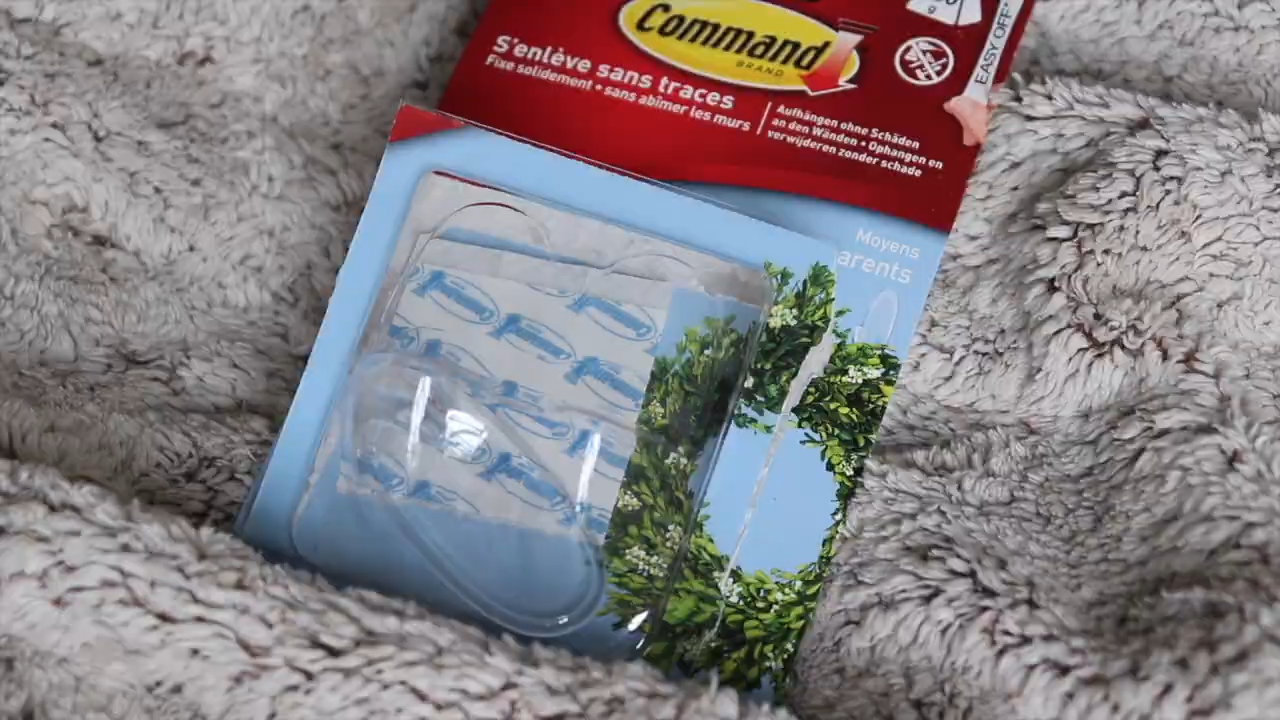 Command
BRAND
S'enlève sans traces
Fixe solidement • sans abîmer les murs
Aufhängen ohne Schäden
an den Wänden • Ophangen en
verwijderen zonder schade
EASY OFF
g
Moyens
arents